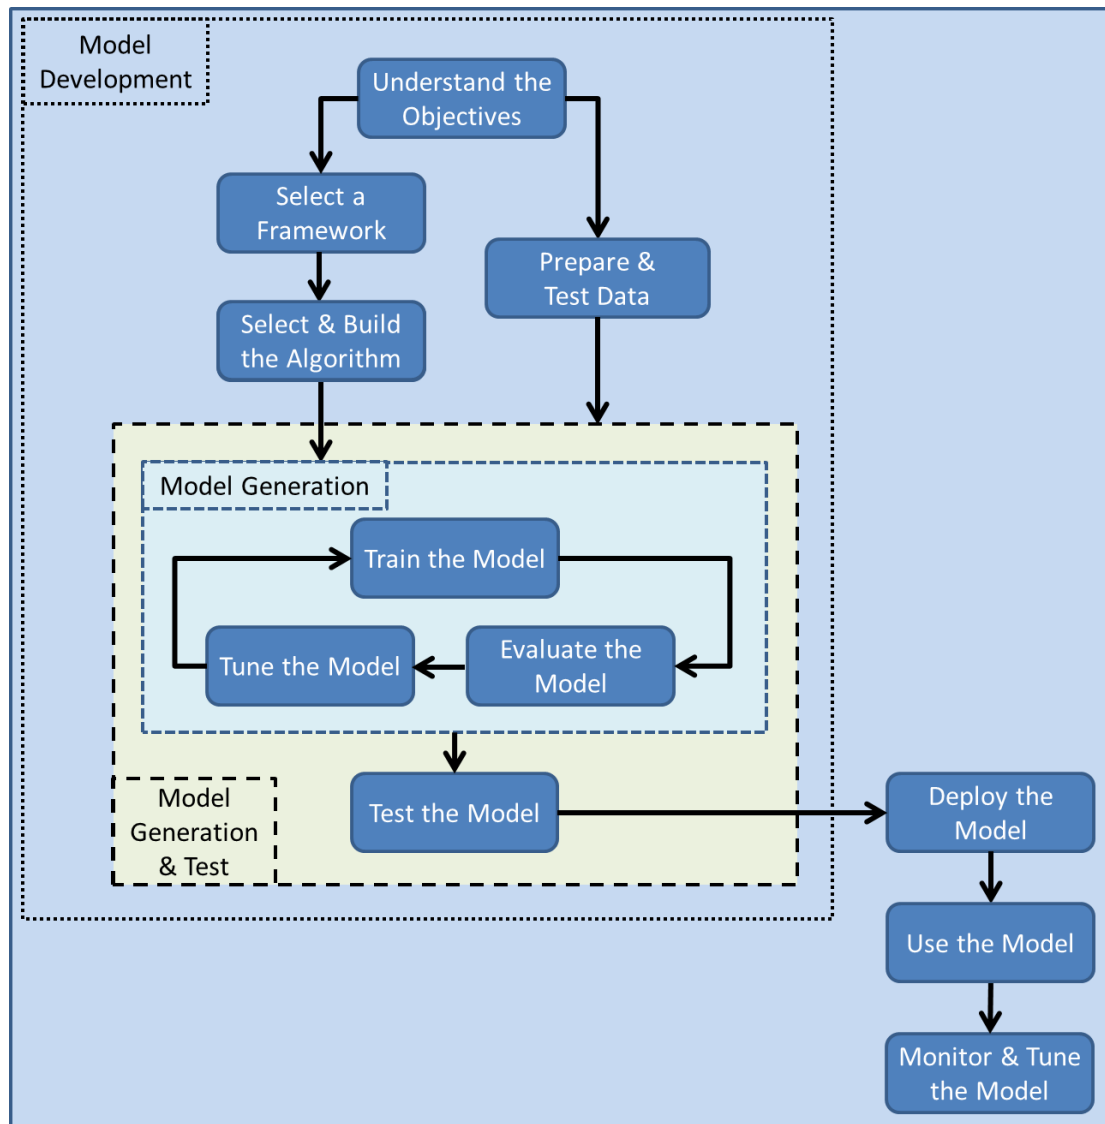 Model
Development
Understand the
Objectives
Select a
Framework
Prepare &
Test Data
Select & Build
the Algorithm
Model Generation
Train the Model
Tune the Model
Evaluate the
Model
Test the Model
Model
Generation
& Test
Deploy the
Model
Use the Model
Monitor & Tune
the Model